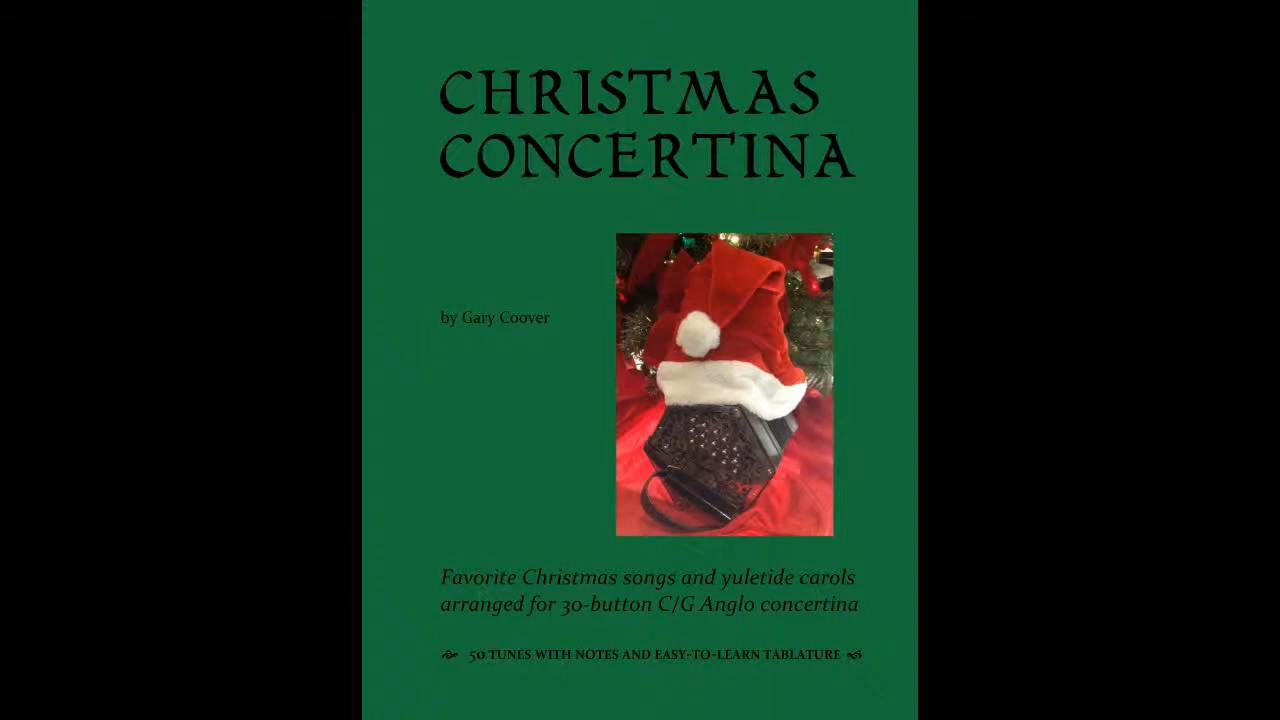 CHRISTMAS
CONCERTINA
by Gary Coover
Favorite Christmas songs and yuletide carols
arranged for 30-button C/G Anglo concertina
50 TUNES WITH NOTES AND EASY-TO-LEARN TABLATURE